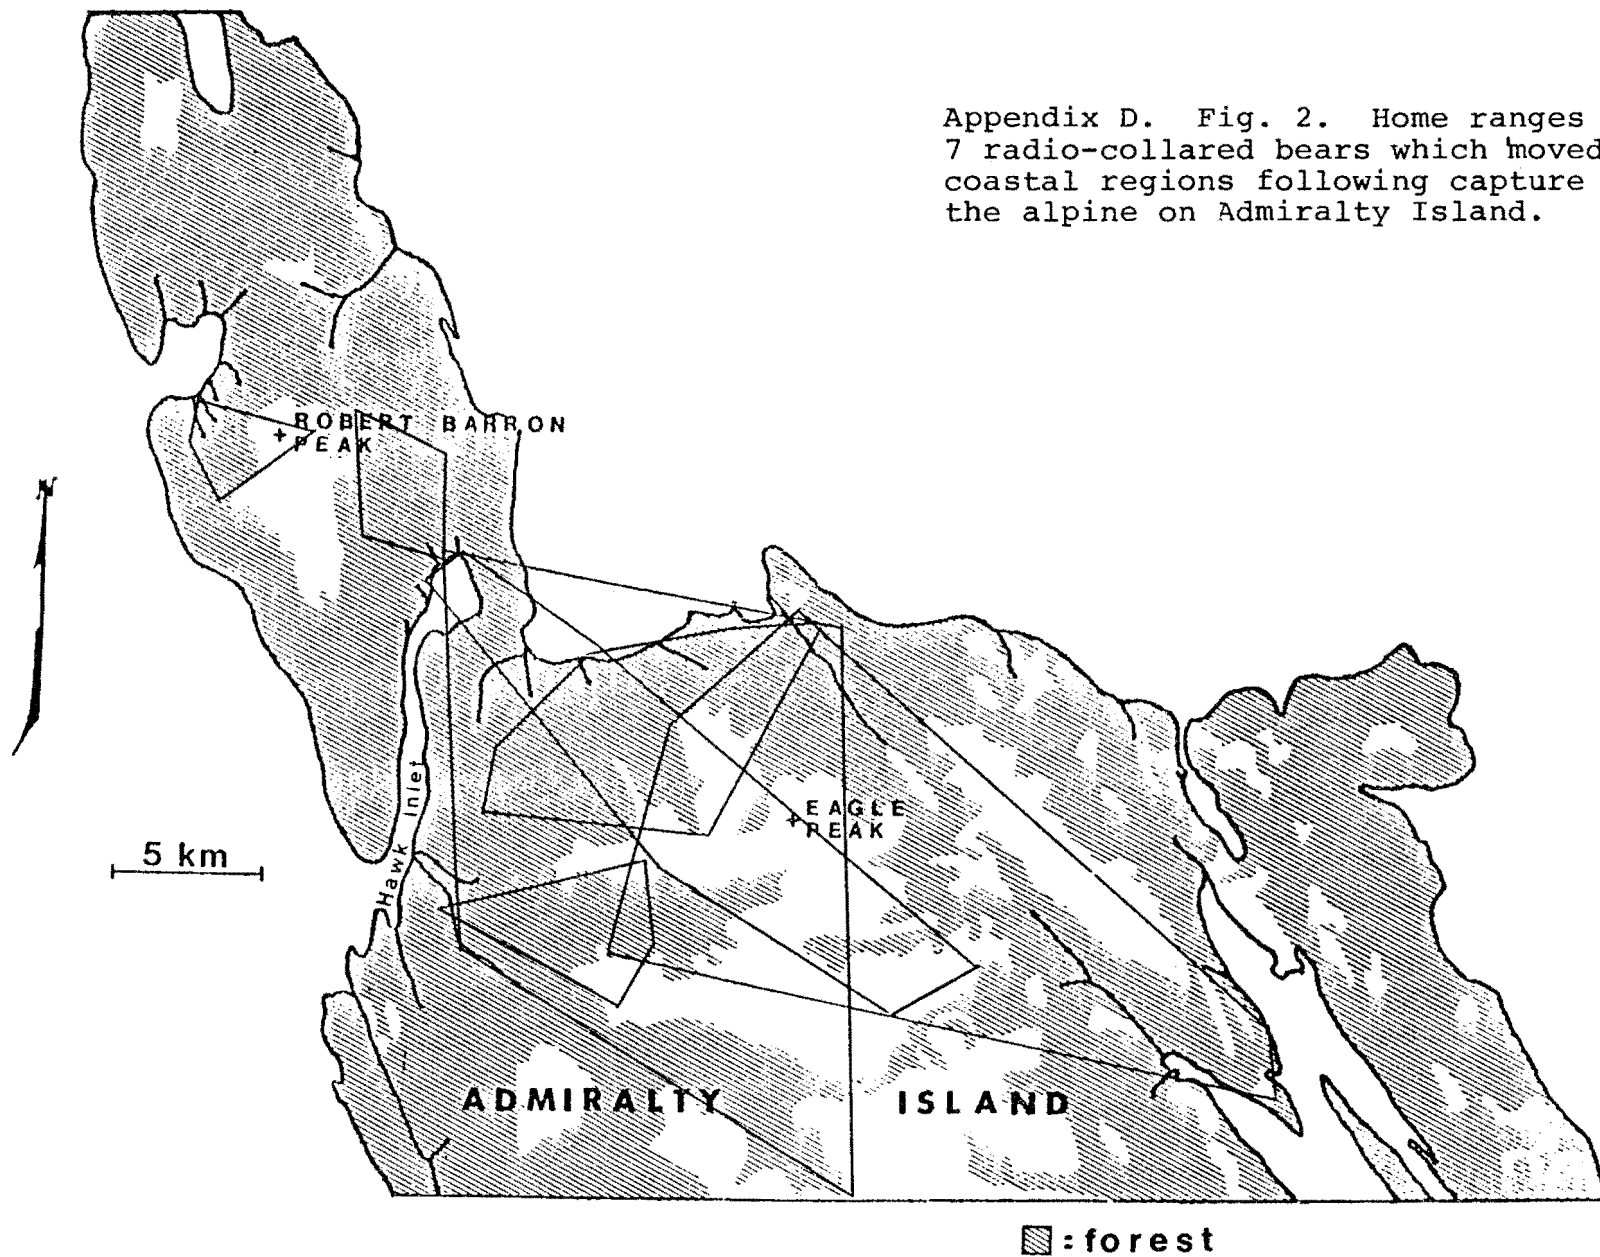 Appendix D. Fig. 2. Home ranges
7 radio-collared bears which moved
coastal regions following capture
the alpine on Admiralty Island.
N
ROBERT BARRON
PEAK
5 km
Hawk Inlet
EAGLE
PEAK
ADMIRALTY ISLAND
: forest